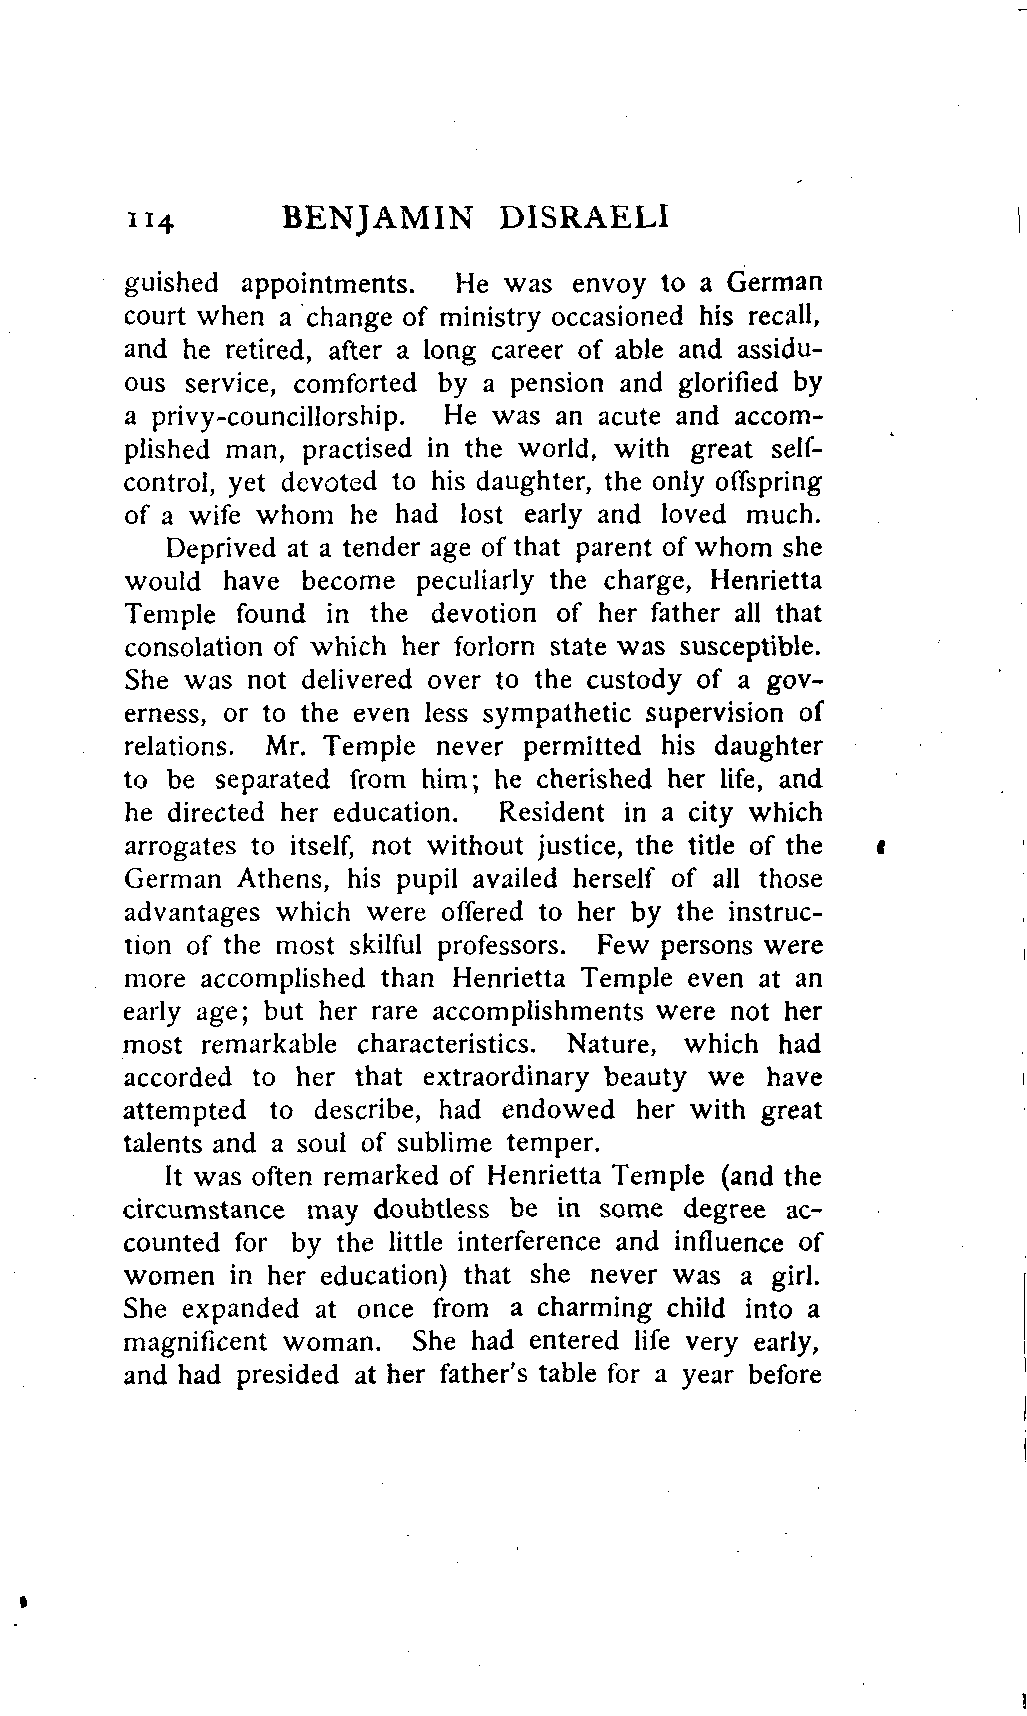 114 BENJAMIN DISRAELI
guished appointments. He was envoy to a German
court when a change of ministry occasioned his recall,
and he retired, after a long career of able and assidu-
ous service, comforted by a pension and glorified by
a privy-councillorship. He was an acute and accom-
plished man, practised in the world, with great self-
control, yet devoted to his daughter, the only offspring
of a wife whom he had lost early and loved much.
Deprived at a tender age of that parent of whom she
would have become peculiarly the charge, Henrietta
Temple found in the devotion of her father all that
consolation of which her forlorn state was susceptible.
She was not delivered over to the custody of a gov-
erness, or to the even less sympathetic supervision of
relations. Mr. Temple never permitted his daughter
to be separated from him; he cherished her life, and
he directed her education. Resident in a city which
arrogates to itself, not without justice, the title of the
German Athens, his pupil availed herself of all those
advantages which were offered to her by the instruc-
tion of the most skilful professors. Few persons were
more accomplished than Henrietta Temple even at an
early age; but her rare accomplishments were not her
most remarkable characteristics. Nature, which had
accorded to her that extraordinary beauty we have
attempted to describe, had endowed her with great
talents and a soul of sublime temper.
It was often remarked of Henrietta Temple (and the
circumstance may doubtless be in some degree ac-
counted for by the little interference and influence of
women in her education) that she never was a girl.
She expanded at once from a charming child into a
magnificent woman. She had entered life very early,
and had presided at her father's table for a year before